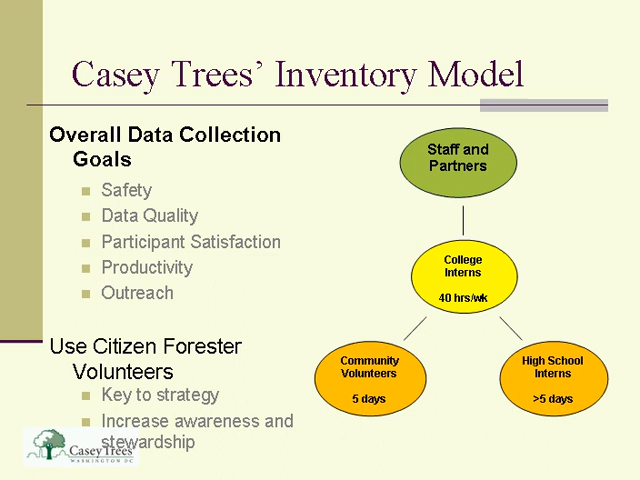 Casey Trees’ Inventory Model
Overall Data Collection
Goals
Safety
Data Quality
Participant Satisfaction
Productivity
Outreach
Use Citizen Forester
Volunteers
Key to strategy
Increase awareness and
stewardship
Staff and
Partners
College
Interns
40 hrs/wk
Community
Volunteers
5 days
High School
Interns
>5 days
Casey Trees
WASHINGTON DC